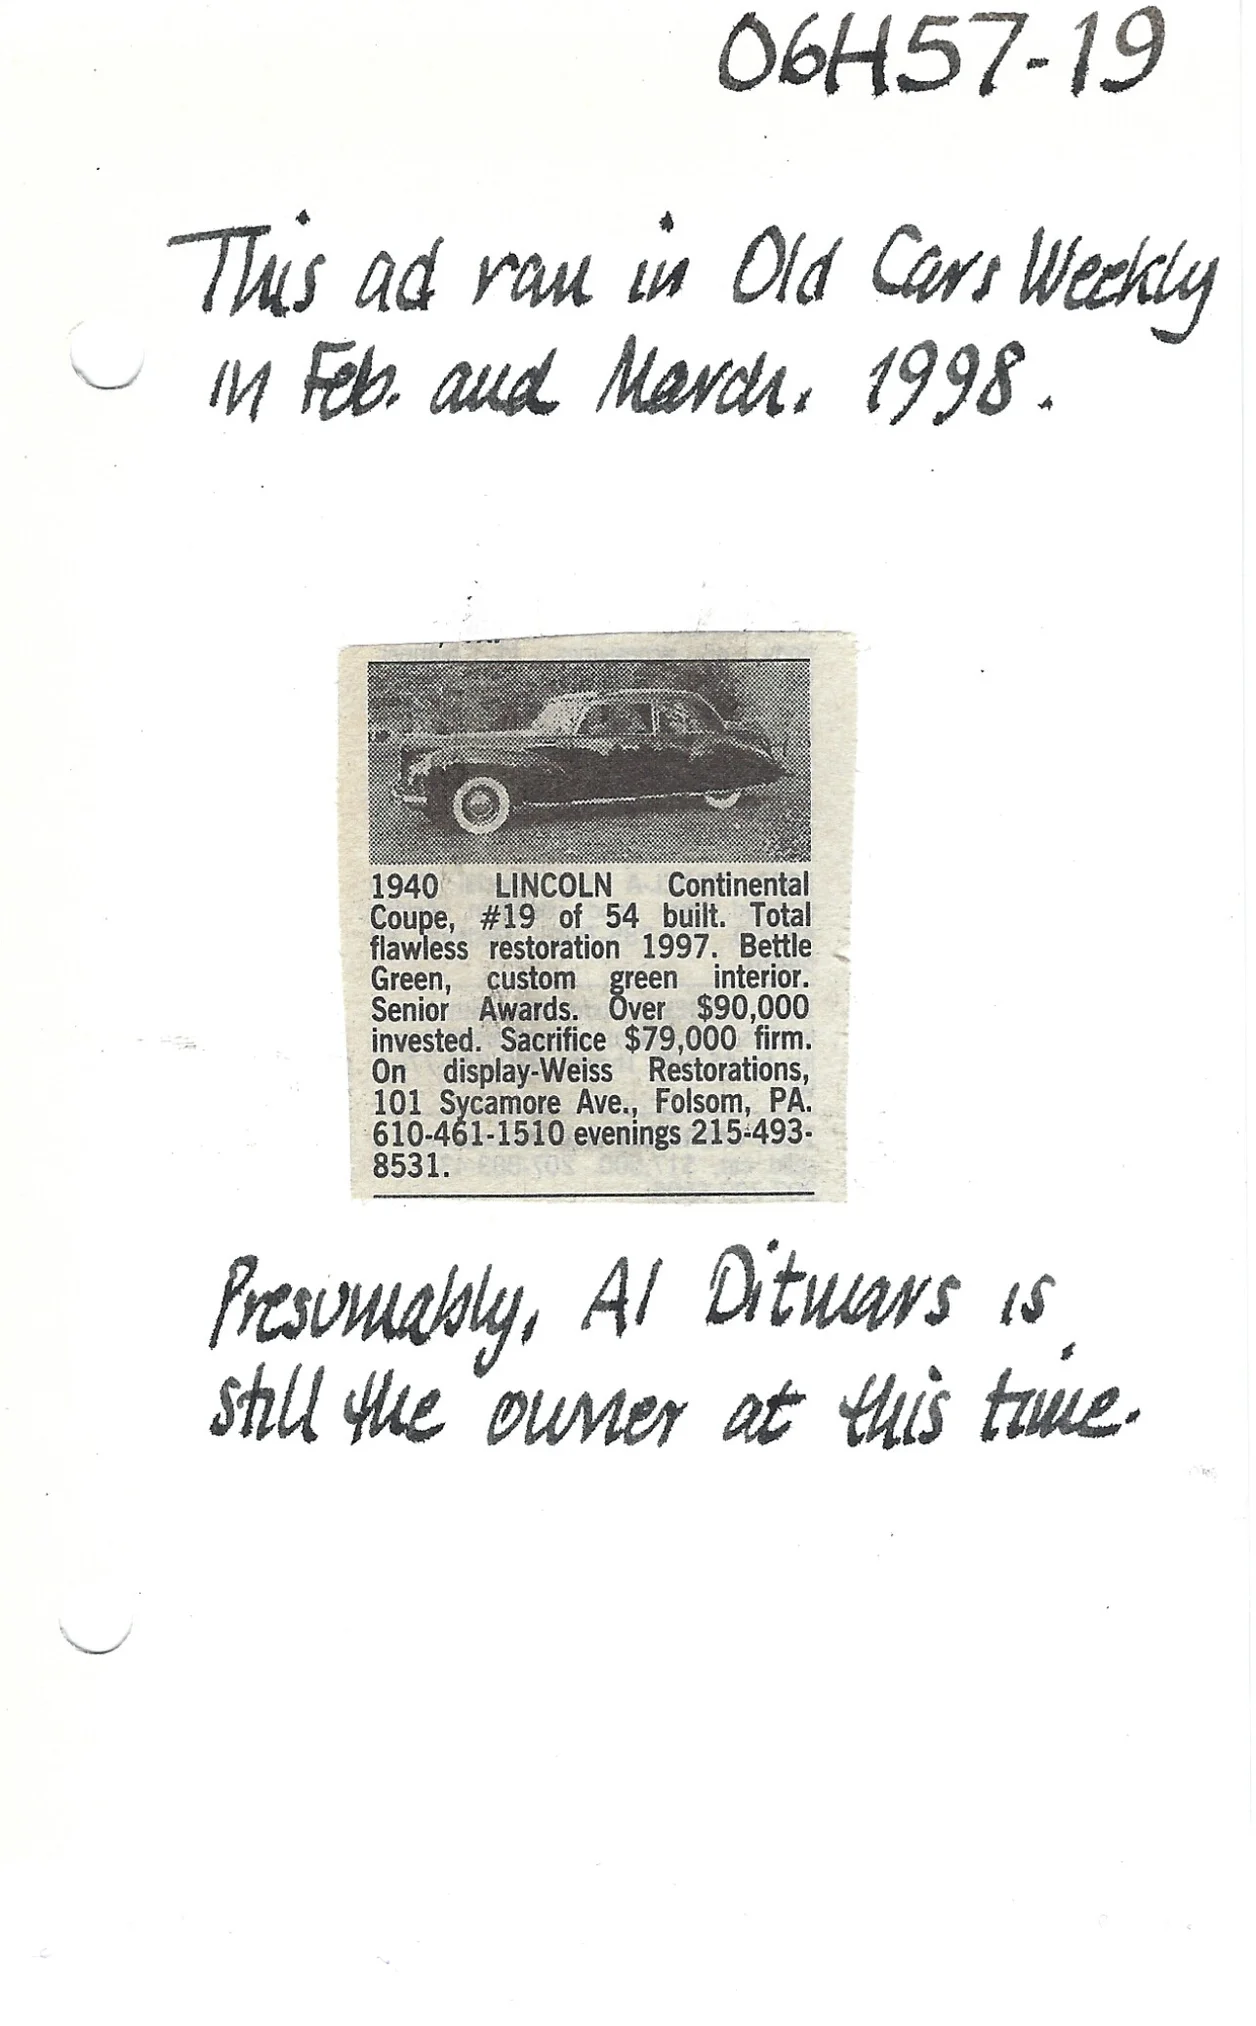 06H57-19
This ad ran in Old Cars Weekly
in Feb. and March. 1998.
1940 LINCOLN Continental
Coupe, #19 of 54 built. Total
flawless restoration 1997. Bettle
Green, custom green interior.
Senior Awards. Over $90,000
invested. Sacrifice $79,000 firm.
On display-Weiss Restorations,
101 Sycamore Ave., Folsom, PA.
610-461-1510 evenings 215-493-
8531.
Presumably, Al Ditmars is
still the owner at this time.